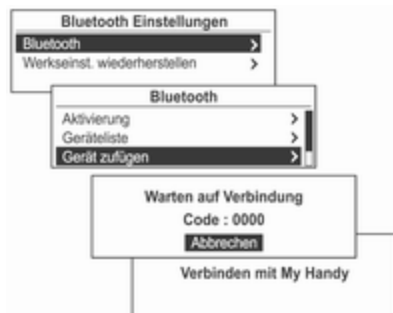 Bluetooth Einstellungen
Bluetooth >
Werkseinst. wiederherstellen >
Bluetooth
Aktivierung >
Geräteliste >
Gerät zufügen >
Warten auf Verbindung
Code : 0000
Abbrechen
Verbinden mit My Handy